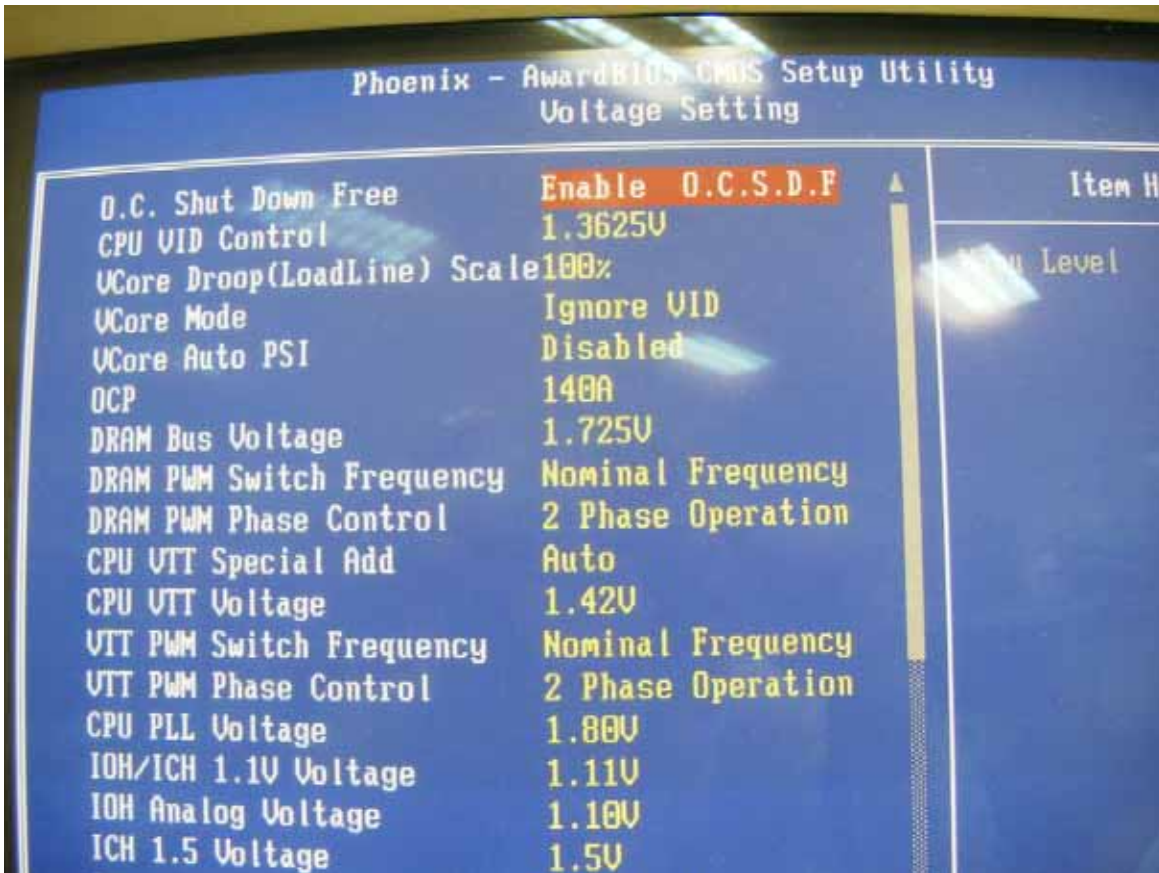 Phoenix - AwardBIOS CMOS Setup Utility
Voltage Setting
O.C. Shut Down Free Enable O.C.S.D.F
Item H
CPU VID Control 1.3625V
VCore Droop(LoadLine) Scale100%
Menu Level
VCore Mode Ignore VID
VCore Auto PSI Disabled
OCP 140A
DRAM Bus Voltage 1.725V
DRAM PWM Switch Frequency Nominal Frequency
DRAM PWM Phase Control 2 Phase Operation
CPU VTT Special Add Auto
CPU VTT Voltage 1.42V
VTT PWM Switch Frequency Nominal Frequency
VTT PWM Phase Control 2 Phase Operation
CPU PLL Voltage 1.80V
IOH/ICH 1.1V Voltage 1.11V
IOH Analog Voltage 1.10V
ICH 1.5 Voltage 1.5V